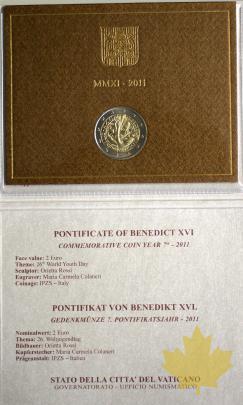 MMXI - 2011
PONTIFICATE OF BENEDICT XVI
COMMEMORATIVE COIN YEAR 7° - 2011
Face value: 2 Euro
Theme: 26° World Youth Day
Sculptor: Orietta Rossi
Engraver: Maria Carmela Colaneri
Coinage: IPZS - Italy
PONTIFIKAT VON BENEDIKT XVI.
GEDENKMÜNZE 7. PONTIFIKATSJAHR - 2011
Nominalwert: 2 Euro
Thema: 26. Weltjugendtag
Bildhauer: Orietta Rossi
Kupferstecher: Maria Carmela Colaneri
Prägeanstalt: IPZS - Italien
STATO DELLA CITTA' DEL VATICANO
GOVERNATORATO - UFFICIO NUMISMATICO